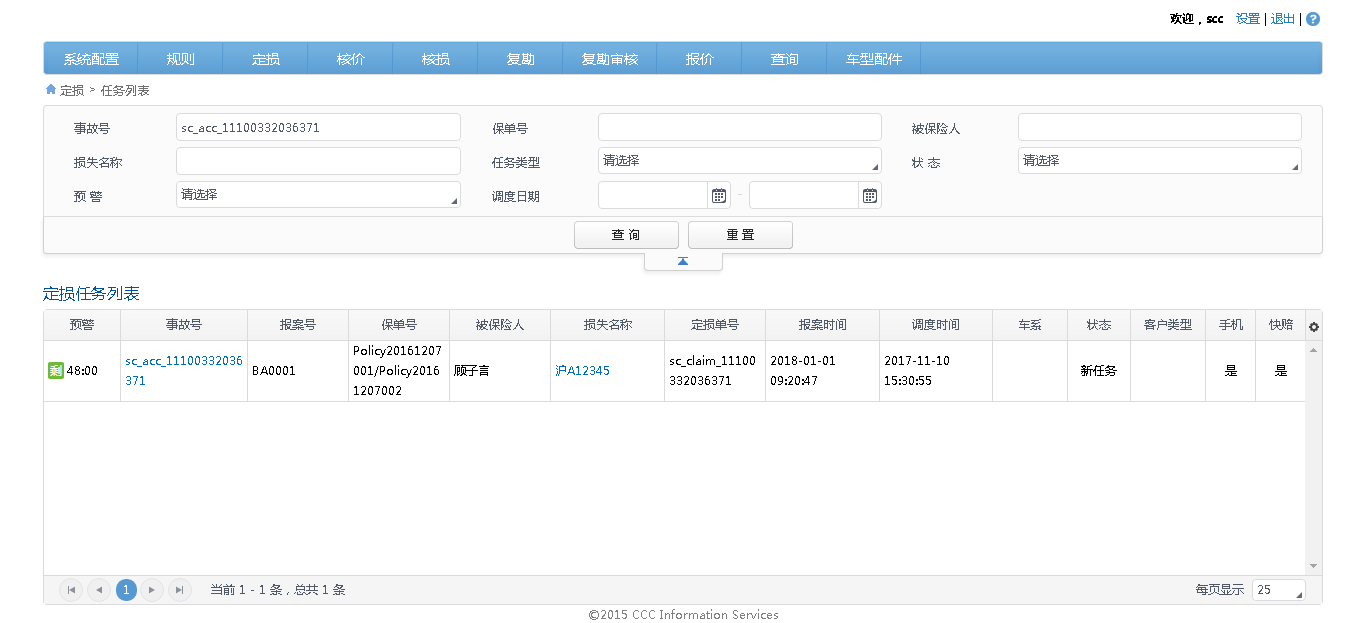 欢迎，scc 设置 | 退出 | ?
系统配置 规则 定损 核价 核损 复勘 复勘审核 报价 查询 车型配件
定损 > 任务列表
事故号 sc_acc_11100332036371 保单号 被保险人
损失名称 任务类型 请选择 状 态 请选择
预 警 请选择 调度日期 -
查 询 重 置
定损任务列表
预警 事故号 报案号 保单号 被保险人 损失名称 定损单号 报案时间 调度时间 车系 状态 客户类型 手机 快赔
Policy20161207
sc_acc_11100332036 sc_claim_11100 2018-01-01 2017-11-10
剩 48:00 BA0001 001/Policy2016 顾子言 沪A12345 新任务 是 是
371 332036371 09:20:47 15:30:55
1207002
1 当前 1 - 1 条，总共 1 条 每页显示 25
©2015 CCC Information Services